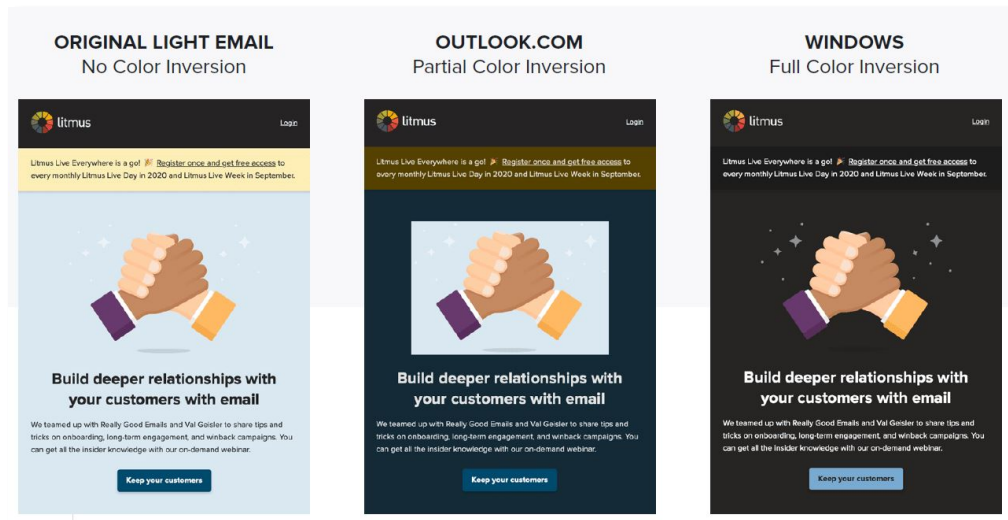 ORIGINAL LIGHT EMAIL
No Color Inversion
litmus
Login
Litmus Live Everywhere is a go! 🎉 Register once and get free access to
every monthly Litmus Live Day in 2020 and Litmus Live Week in September.
Build deeper relationships with
your customers with email
We teamed up with Really Good Emails and Val Geisler to share tips and
tricks on onboarding, long-term engagement, and winback campaigns. You
can get all the insider knowledge with our on-demand webinar.
Keep your customers
OUTLOOK.COM
Partial Color Inversion
litmus
Login
Litmus Live Everywhere is a go! 🎉 Register once and get free access to
every monthly Litmus Live Day in 2020 and Litmus Live Week in September.
Build deeper relationships with
your customers with email
We teamed up with Really Good Emails and Val Geisler to share tips and
tricks on onboarding, long-term engagement, and winback campaigns. You
can get all the insider knowledge with our on-demand webinar.
Keep your customers
WINDOWS
Full Color Inversion
litmus
Login
Litmus Live Everywhere is a go! 🎉 Register once and get free access to
every monthly Litmus Live Day in 2020 and Litmus Live Week in September.
Build deeper relationships with
your customers with email
We teamed up with Really Good Emails and Val Geisler to share tips and
tricks on onboarding, long-term engagement, and winback campaigns. You
can get all the insider knowledge with our on-demand webinar.
Keep your customers